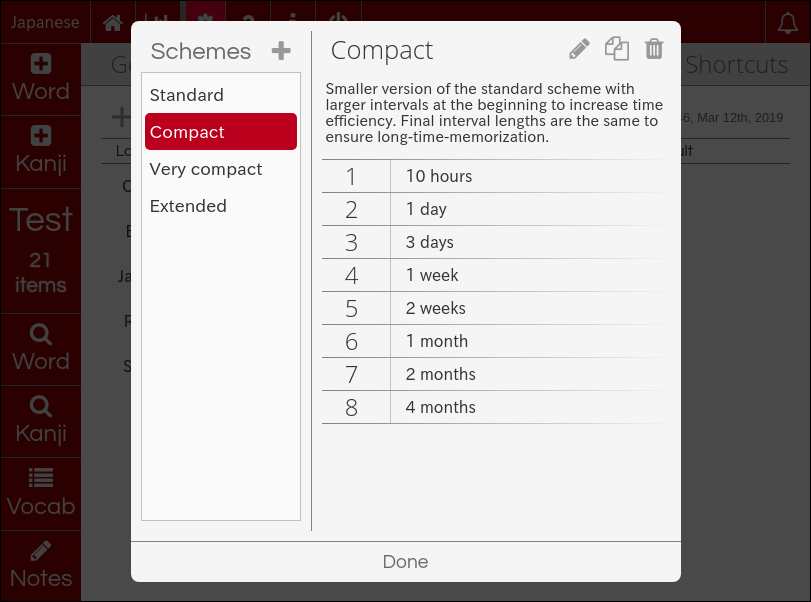 Japanese
Word
Kanji
Test
21
items
Word
Kanji
Vocab
Notes
Shortcuts
6, Mar 12th, 2019
Schemes
Standard
Compact
Very compact
Extended
Compact
Smaller version of the standard scheme with
larger intervals at the beginning to increase time
efficiency. Final interval lengths are the same to
ensure long-time-memorization.
1 10 hours
2 1 day
3 3 days
4 1 week
5 2 weeks
6 1 month
7 2 months
8 4 months
Done